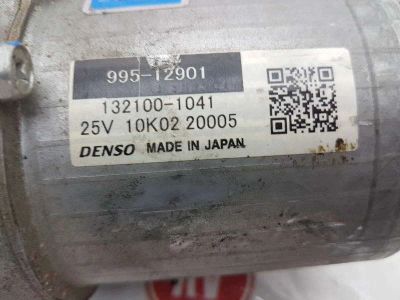 995-12901
132100-1041
25V 10K02 20005
DENSO MADE IN JAPAN